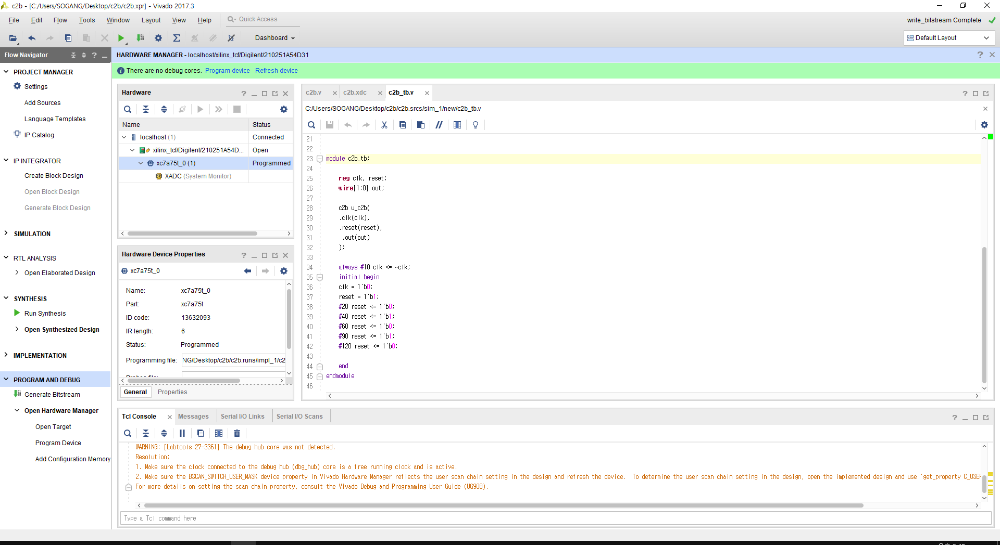 c2b - [C:/Users/SOGANG/Desktop/c2b/c2b.xpr] - Vivado 2017.3
File Edit Flow Tools Window Layout View Help Quick Access
write_bitstream Complete
Dashboard
Default Layout
Flow Navigator
PROJECT MANAGER
Settings
Add Sources
Language Templates
IP Catalog
IP INTEGRATOR
Create Block Design
Open Block Design
Generate Block Design
SIMULATION
RTL ANALYSIS
Open Elaborated Design
SYNTHESIS
Run Synthesis
Open Synthesized Design
IMPLEMENTATION
PROGRAM AND DEBUG
Generate Bitstream
Open Hardware Manager
Open Target
Program Device
Add Configuration Memory
HARDWARE MANAGER - localhost/xilinx_tcf/Digilent/210251A54D31
There are no debug cores. Program device Refresh device
Hardware
Name Status
localhost (1) Connected
xilinx_tcf/Digilent/210251A54D... Open
xc7a75t_0 (1) Programmed
XADC (System Monitor)
Hardware Device Properties
xc7a75t_0
Name: xc7a75t_0
Part: xc7a75t
ID code: 13632093
IR length: 6
Status: Programmed
Programming file: NG/Desktop/c2b/c2b.runs/impl_1/c2
General Properties
c2b.v c2b.xdc c2b_tb.v
C:/Users/SOGANG/Desktop/c2b/c2b.srcs/sim_1/new/c2b_tb.v
21
22
23 module c2b_tb;
24
25 reg clk, reset;
26 wire[1:0] out;
27
28 c2b u_c2b(
29 .clk(clk),
30 .reset(reset),
31 .out(out)
32 );
33
34 always #10 clk <= ~clk;
35 initial begin
36 clk = 1'b0;
37 reset = 1'b1;
38 #20 reset <= 1'b0;
39 #40 reset <= 1'b1;
40 #60 reset <= 1'b0;
41 #90 reset <= 1'b1;
42 #120 reset <= 1'b0;
43
44 end
45 endmodule
46
Tcl Console Messages Serial I/O Links Serial I/O Scans
WARNING: [Labtools 27-3361] The debug hub core was not detected.
Resolution:
1. Make sure the clock connected to the debug hub (dbg_hub) core is a free running clock and is active.
2. Make sure the BSCAN_SWITCH_USER_MASK device property in Vivado Hardware Manager reflects the user scan chain setting in the design and refresh the device. To determine the user scan chain setting in the design, open the implemented design and use 'get_property C_USER
For more details on setting the scan chain property, consult the Vivado Debug and Programming User Guide (UG908).
Type a Tcl command here